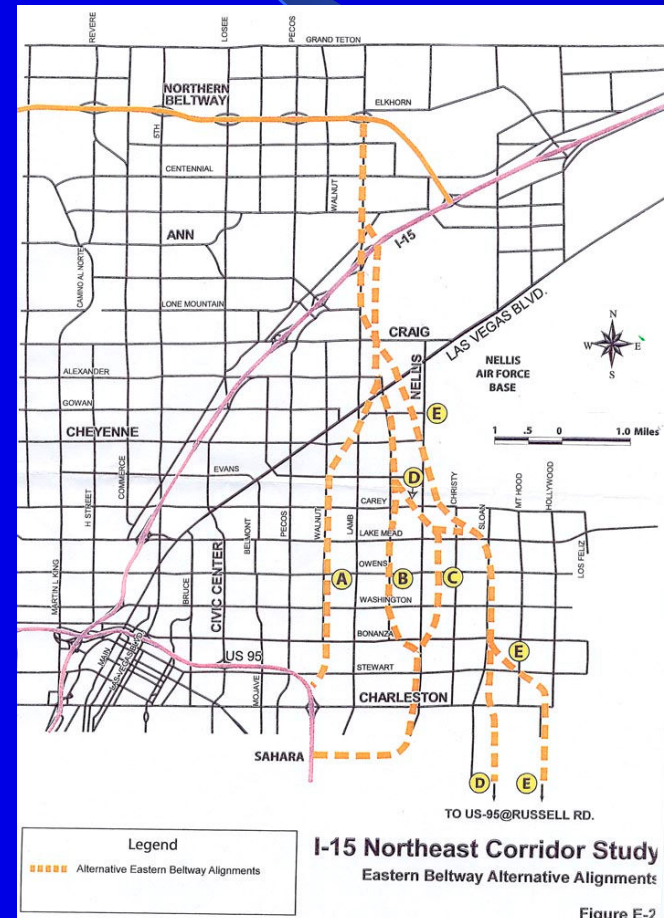 REVERE
LOSEE
PECOS
GRAND TETON
NORTHERN
BELTWAY
ELKHORN
5TH
CENTENNIAL
WALNUT
ANN
I-15
CAMINO AL NORTE
LONE MOUNTAIN
CRAIG
LAS VEGAS BLVD.
N
W E
S
NELLIS
AIR FORCE
BASE
NELLIS
ALEXANDER
GOWAN
E
1 .5 0 1.0 Miles
CHEYENNE
COMMERCE
EVANS
D
H STREET
CAREY
CHRISTY
SLOAN
MT HOOD
HOLLYWOOD
BELMONT
PECOS
WALNUT
LAMB
LAKE MEAD
LOS FELIZ
OWENS
MARTIN L KING
BRUCE
CIVIC CENTER
A
B
C
WASHINGTON
MAIN
LAS VEGAS BLVD
BONANZA
US 95
E
STEWART
MOJAVE
CHARLESTON
SAHARA
D
E
TO US-95@RUSSELL RD.
Legend
Alternative Eastern Beltway Alignments
I-15 Northeast Corridor Study
Eastern Beltway Alternative Alignments
Figure E-2